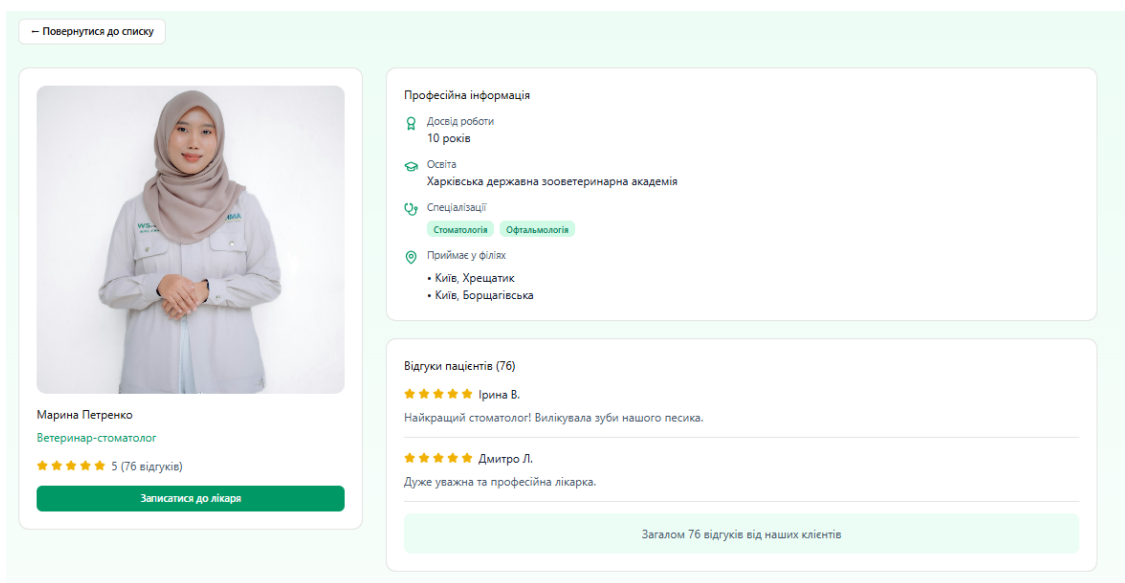 ← Повернутися до списку
Марина Петренко
Ветеринар-стоматолог
5 (76 відгуків)
Записатися до лікаря
Професійна інформація
Досвід роботи
10 років
Освіта
Харківська державна зооветеринарна академія
Спеціалізації
Стоматологія Офтальмологія
Приймає у філіях
• Київ, Хрещатик
• Київ, Борщагівська
Відгуки пацієнтів (76)
Ірина В.
Найкращий стоматолог! Вилікувала зуби нашого песика.
Дмитро Л.
Дуже уважна та професійна лікарка.
Загалом 76 відгуків від наших клієнтів